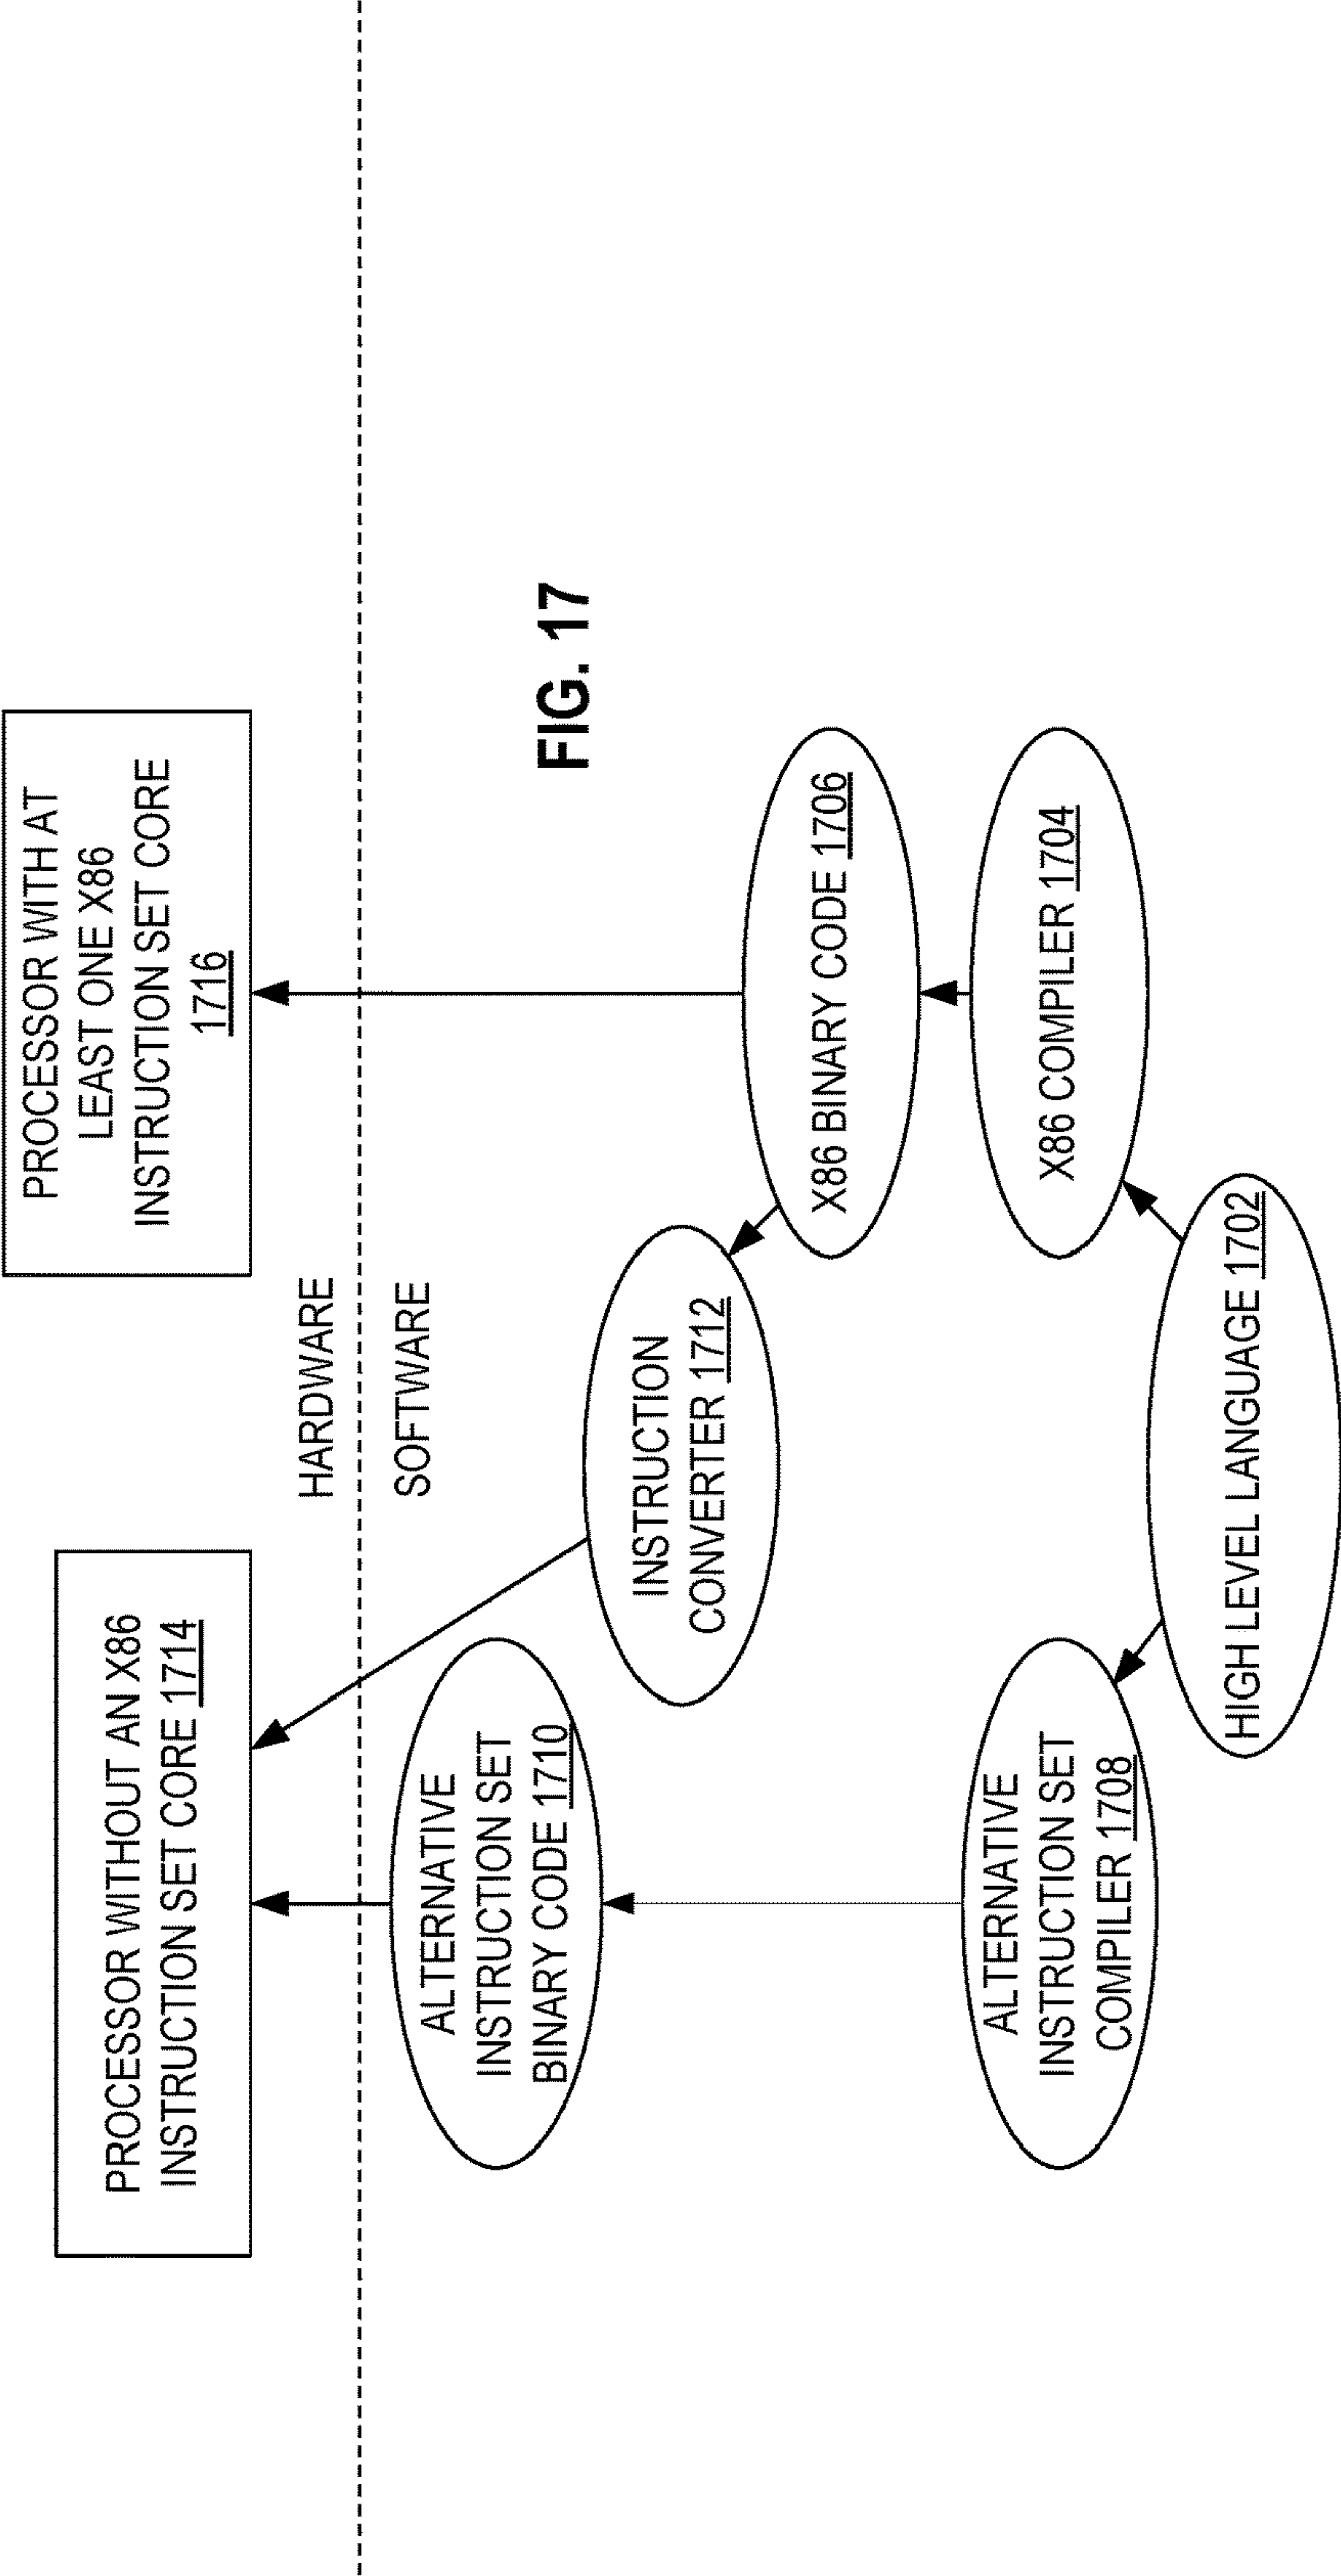 PROCESSOR WITHOUT AN X86
INSTRUCTION SET CORE 1714
PROCESSOR WITH AT
LEAST ONE X86
INSTRUCTION SET CORE
1716
HARDWARE
SOFTWARE
ALTERNATIVE
INSTRUCTION SET
BINARY CODE 1710
INSTRUCTION
CONVERTER 1712
FIG. 17
X86 BINARY CODE 1706
ALTERNATIVE
INSTRUCTION SET
COMPILER 1708
X86 COMPILER 1704
HIGH LEVEL LANGUAGE 1702